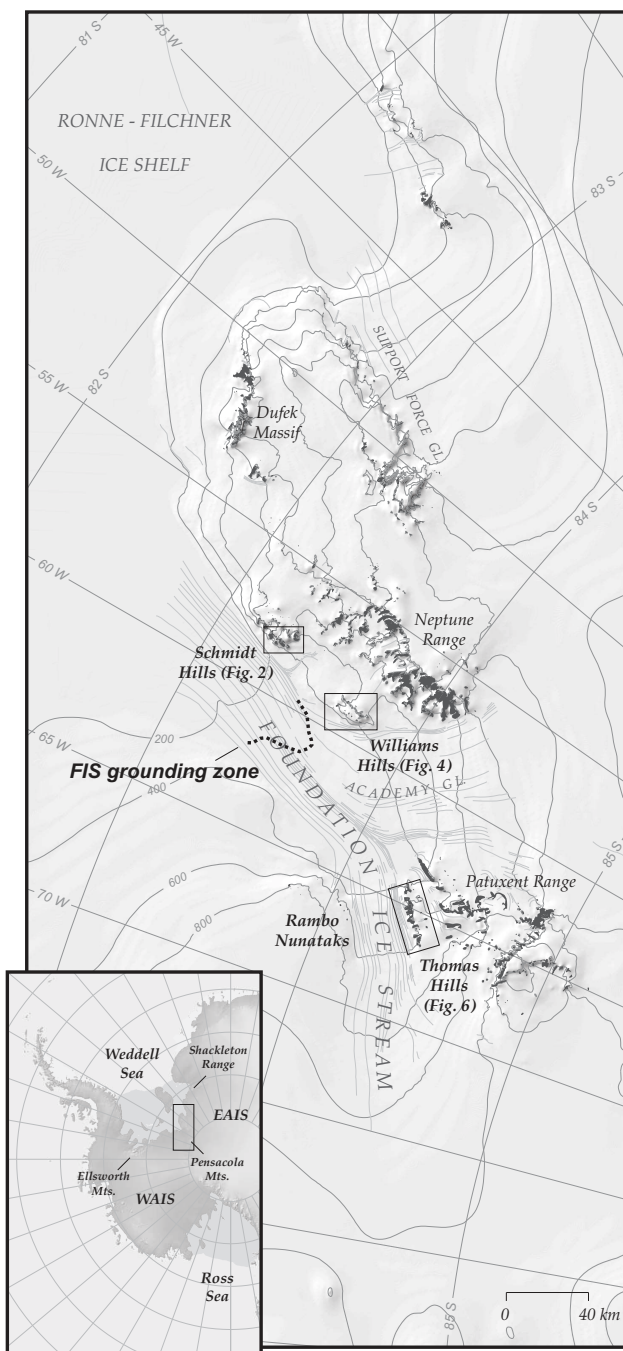 81 S
45 W
RONNE - FILCHNER
ICE SHELF
50 W
83 S
SUPPORT FORCE GL.
55 W
82 S
Dufek
Massif
84 S
60 W
Neptune
Range
Schmidt
Hills (Fig. 2)
200
65 W
FIS grounding zone
Williams
Hills (Fig. 4)
400
ACADEMY GL.
FOUNDATION ICE STREAM
85 S
600
Patuxent Range
70 W
800
Rambo
Nunataks
Thomas
Hills
(Fig. 6)
Weddell
Sea
Shackleton
Range
EAIS
Pensacola
Mts.
Ellsworth
Mts.
WAIS
Ross
Sea
85 S
0 40 km